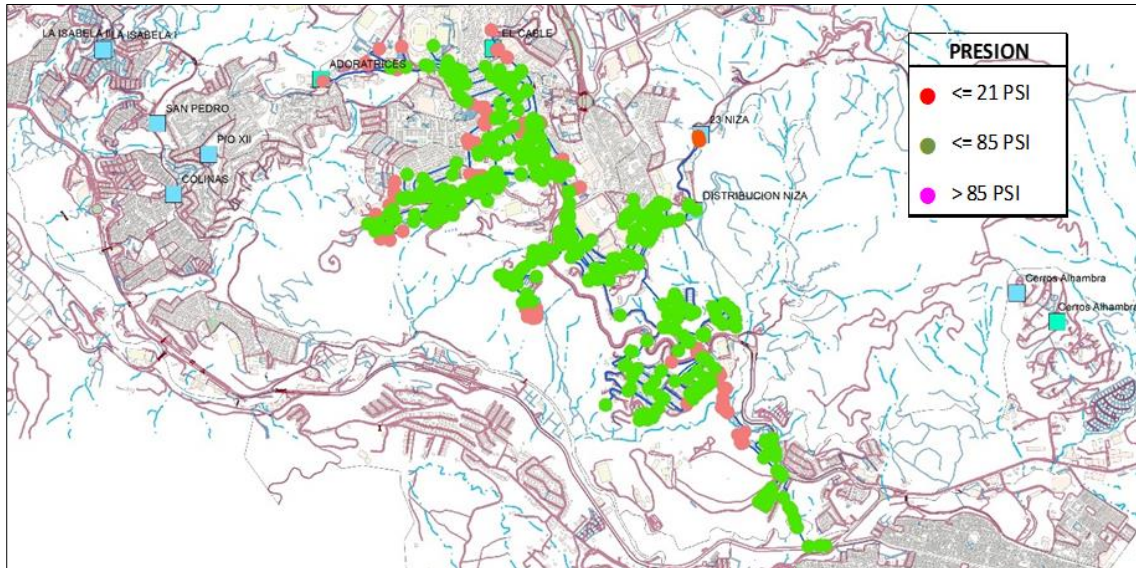 LA ISABELA II
LA ISABELA I
EL CABLE
PRESION
ADORATRICES
<= 21 PSI
SAN PEDRO
23 NIZA
<= 85 PSI
PIO XII
COLINAS
DISTRIBUCION NIZA
> 85 PSI
Cerros Alhambra
Cerros Alhambra